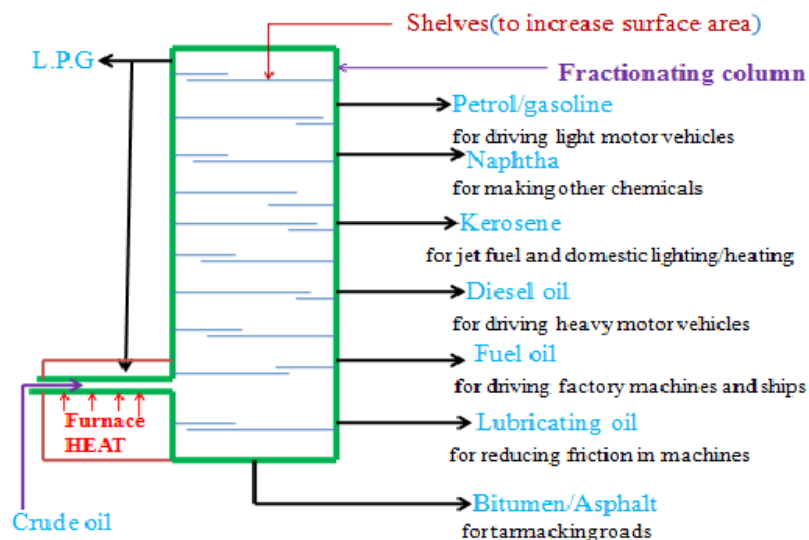 Shelves(to increase surface area)
L.P.G
Fractionating column
Petrol/gasoline
for driving light motor vehicles
Naphtha
for making other chemicals
Kerosene
for jet fuel and domestic lighting/heating
Diesel oil
for driving heavy motor vehicles
Fuel oil
for driving factory machines and ships
Lubricating oil
for reducing friction in machines
Furnace
HEAT
Crude oil
Bitumen/Asphalt
for tarmacking roads